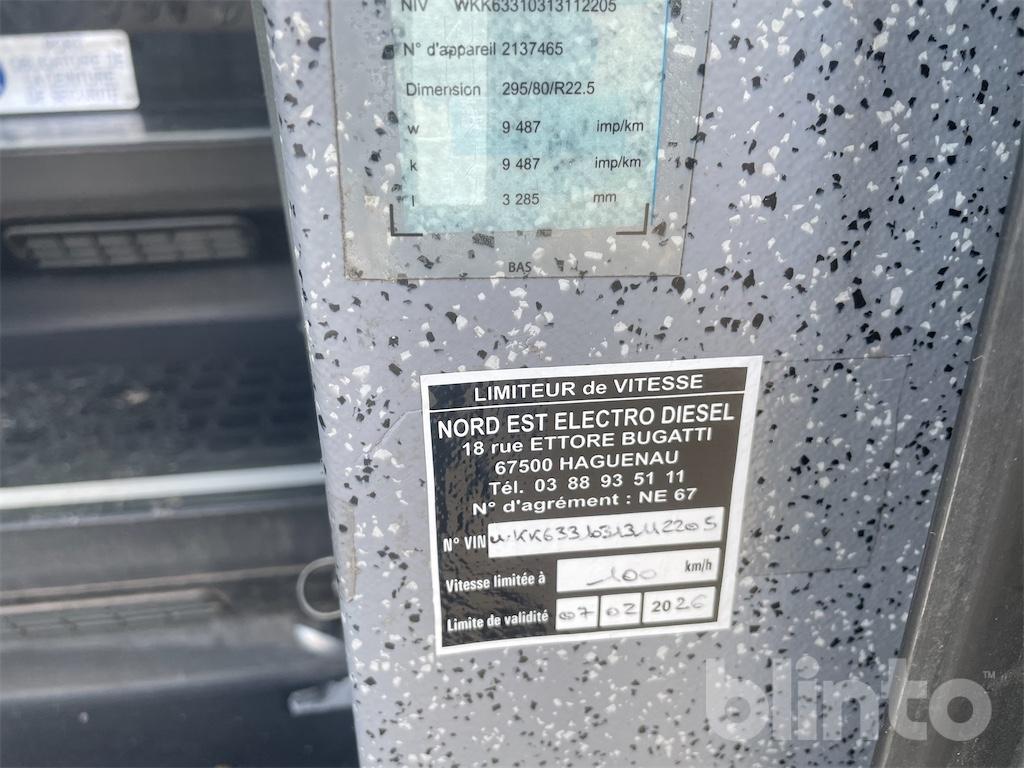 NIV WKK63310313112205
N° d'appareil 2137465
Dimension 295/80/R22.5
w 9 487 imp/km
k 9 487 imp/km
l 3 285 mm
BAS
LIMITEUR de VITESSE
NORD EST ELECTRO DIESEL
18 rue ETTORE BUGATTI
67500 HAGUENAU
Tél. 03 88 93 51 11
N° d'agrément : NE 67
N° VIN WKK63310313112205
Vitesse limitée à 100 km/h
Limite de validité 07 02 2026
blinto™